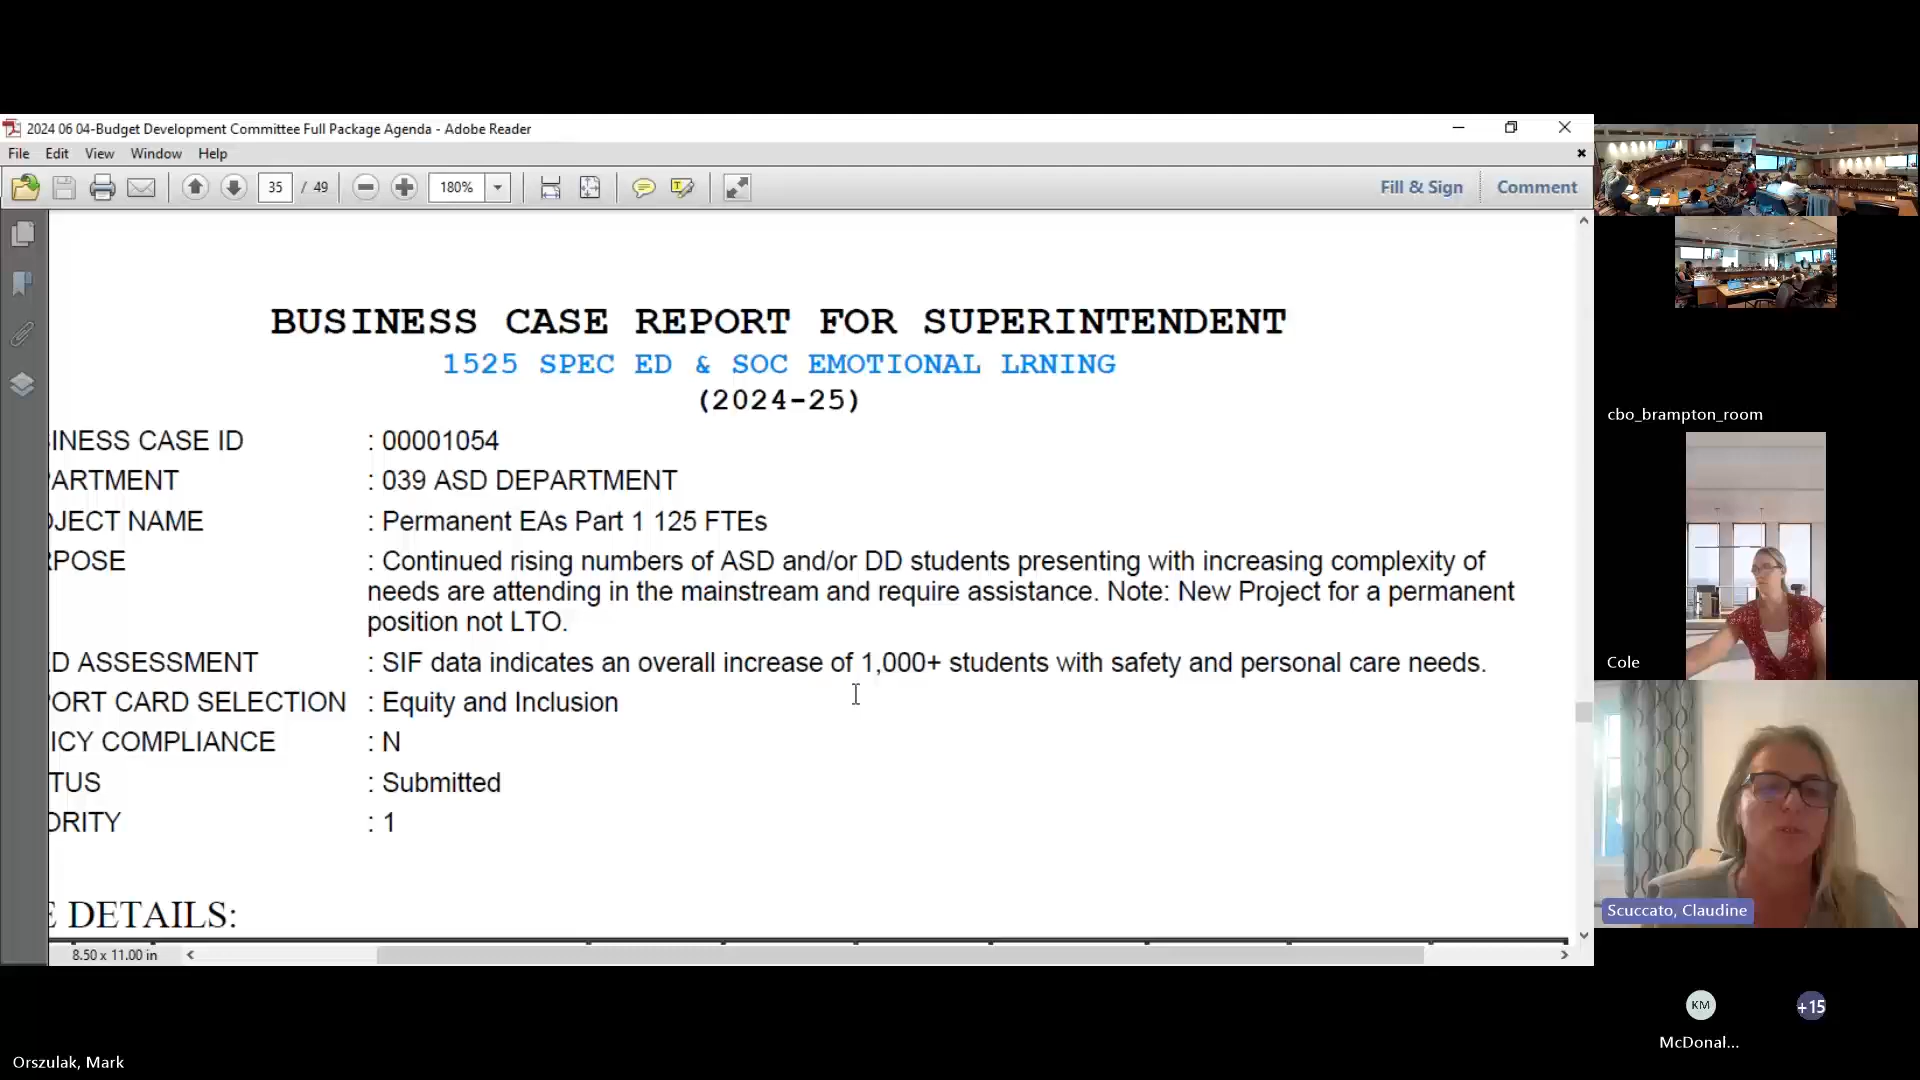 2024 06 04-Budget Development Committee Full Package Agenda - Adobe Reader
File Edit View Window Help
35 / 49 180% Fill & Sign Comment
BUSINESS CASE REPORT FOR SUPERINTENDENT
1525 SPEC ED & SOC EMOTIONAL LRNING
(2024-25)
INESS CASE ID : 00001054
ARTMENT : 039 ASD DEPARTMENT
JECT NAME : Permanent EAs Part 1 125 FTEs
RPOSE : Continued rising numbers of ASD and/or DD students presenting with increasing complexity of
needs are attending in the mainstream and require assistance. Note: New Project for a permanent
position not LTO.
D ASSESSMENT : SIF data indicates an overall increase of 1,000+ students with safety and personal care needs.
ORT CARD SELECTION : Equity and Inclusion
ICY COMPLIANCE : N
TUS : Submitted
ORITY : 1
E DETAILS:
8.50 x 11.00 in
cbo_brampton_room
Cole
Scuccato, Claudine
KM
+15
McDonal...
Orszulak, Mark